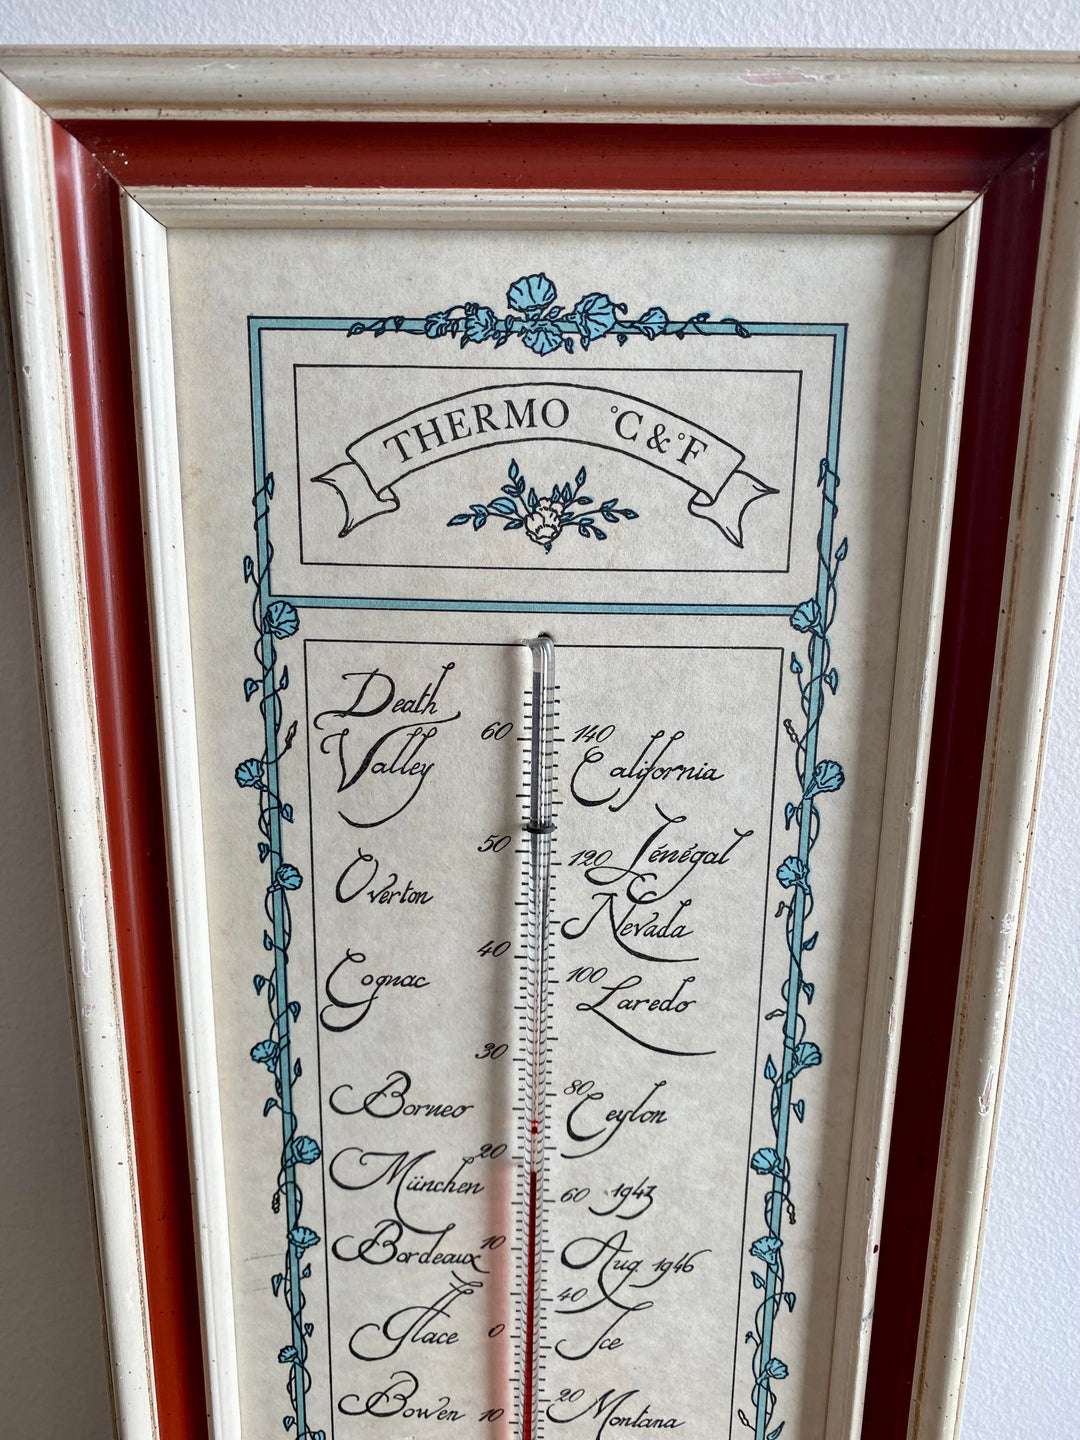 THERMO °C & °F
Death
Valley
60 140
California
50 120 Sénégal
Overton
Nevada
40 100
Cognac Laredo
30
80
Borneo Ceylon
20
München
60 1943
Bordeaux 10
Aug. 1946
40
Glace 0 Ice
20
Bowen 10 Montana